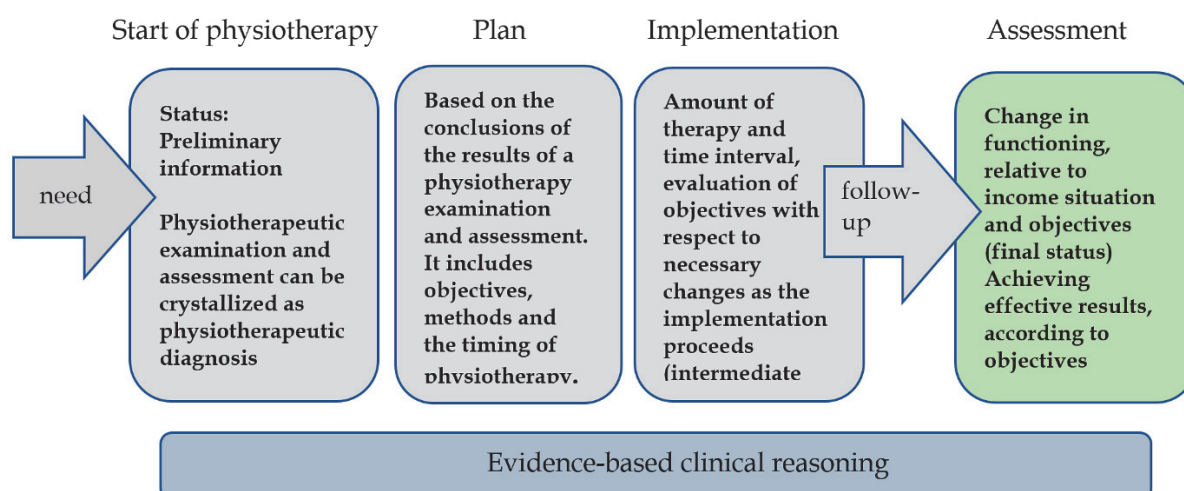 Start of physiotherapy
Plan
Implementation
Assessment
need
Status:
Preliminary
information
Physiotherapeutic
examination and
assessment can be
crystallized as
physiotherapeutic
diagnosis
Based on the
conclusions of
the results of a
physiotherapy
examination
and assessment.
It includes
objectives,
methods and
the timing of
physiotherapy.
Amount of
therapy and
time interval,
evaluation of
objectives with
respect to
necessary
changes as the
implementation
proceeds
(intermediate
follow-
up
Change in
functioning,
relative to
income situation
and objectives
(final status)
Achieving
effective results,
according to
objectives
Evidence-based clinical reasoning